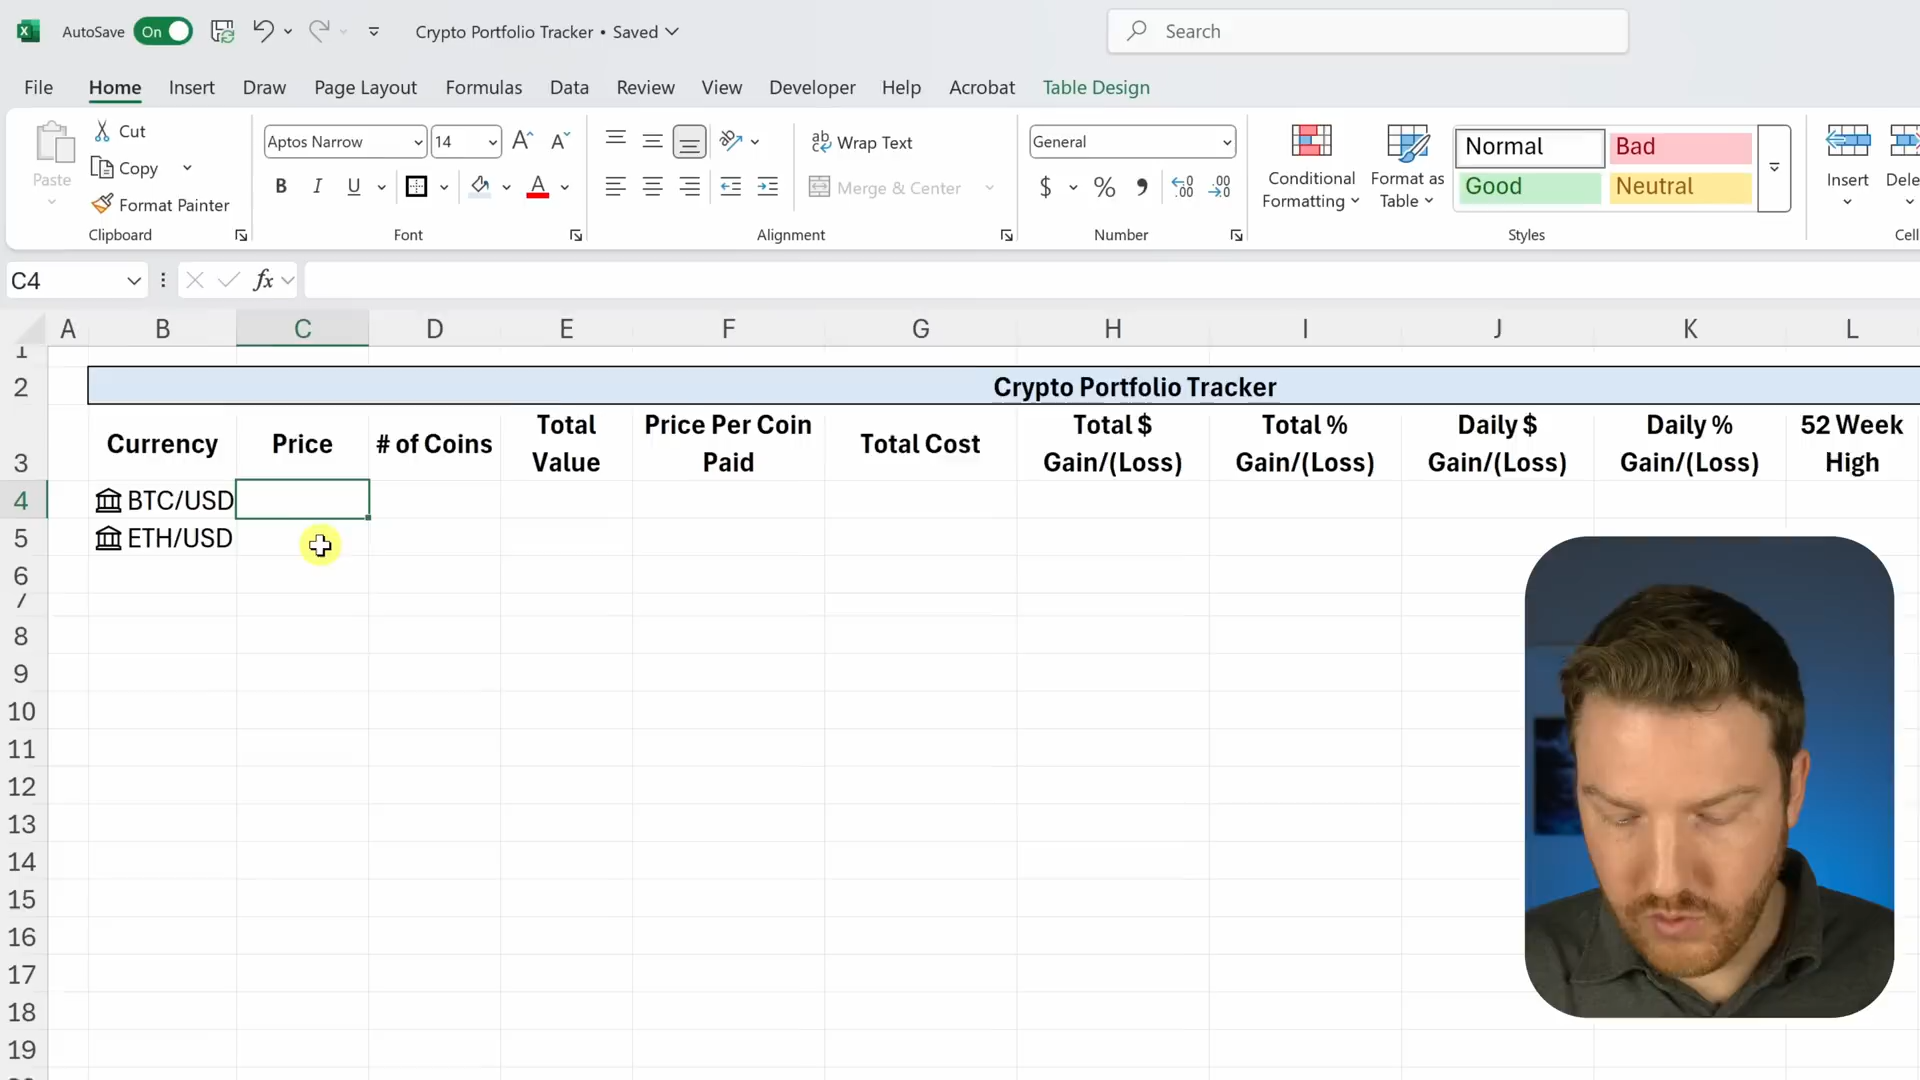 AutoSave On Crypto Portfolio Tracker • Saved Search
File Home Insert Draw Page Layout Formulas Data Review View Developer Help Acrobat Table Design
Paste
Cut
Copy
Format Painter
Clipboard
Aptos Narrow 14 A^ A˅
B I U A
Font
ab Wrap Text
Merge & Center
Alignment
General
$ % , .00 .00
Number
Conditional
Formatting
Format as
Table
Normal Bad
Good Neutral
Styles
Insert
Dele
Cell
C4 fx
A B C D E F G H I J K L
1
2 Crypto Portfolio Tracker
3 Currency Price # of Coins Total
Value Price Per Coin
Paid Total Cost Total $
Gain/(Loss) Total %
Gain/(Loss) Daily $
Gain/(Loss) Daily %
Gain/(Loss) 52 Week
High
4 BTC/USD
5 ETH/USD
6
7
8
9
10
11
12
13
14
15
16
17
18
19